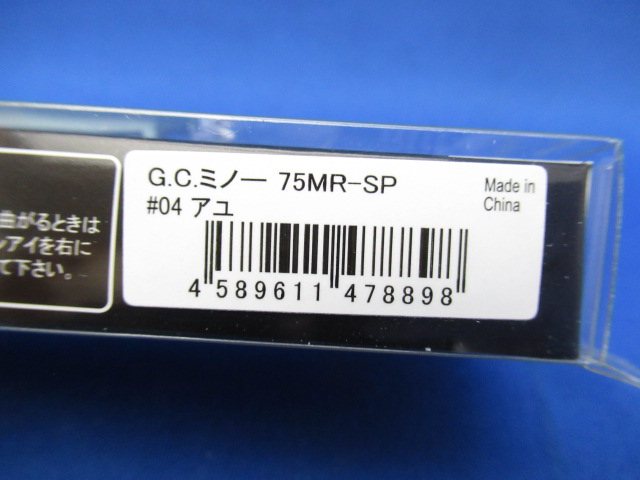 曲がるときは
アイを右に
て下さい。
G.C.ミノー 75MR-SP
#04 アユ
Made in
China
4 589611 478898